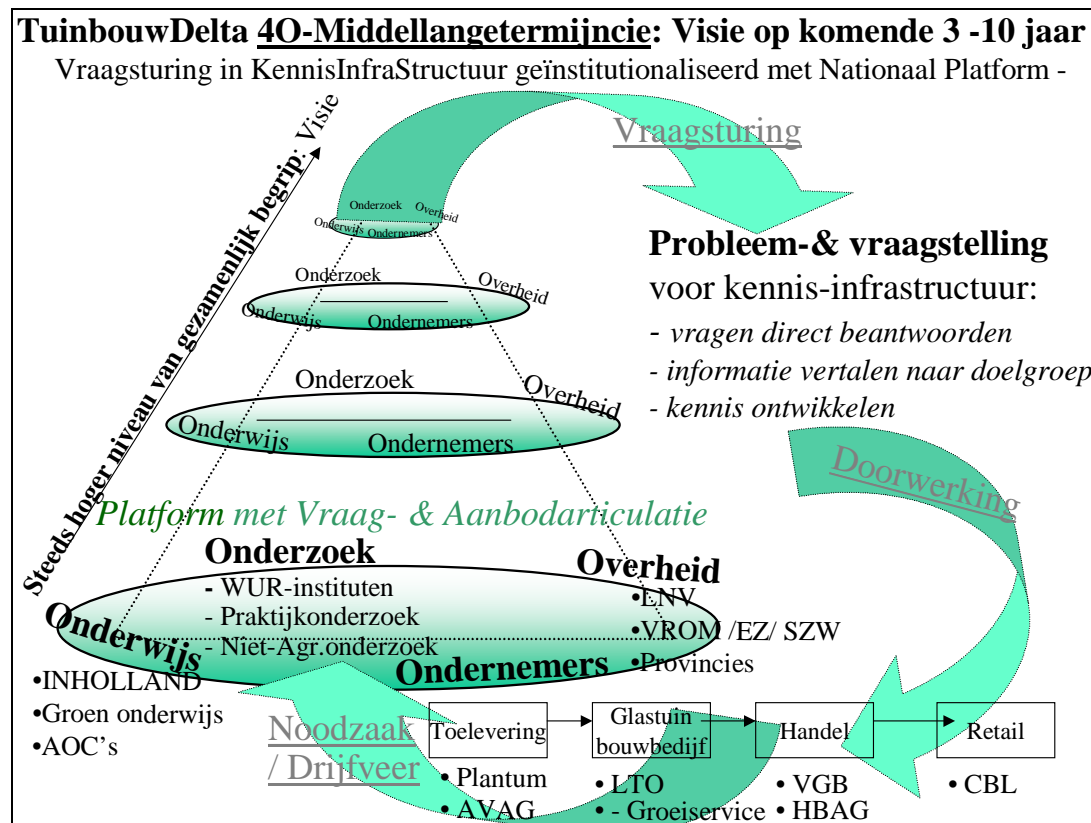 TuinbouwDelta 4O-Middellangetermijncie: Visie op komende 3 -10 jaar
Vraagsturing in KennisInfraStructuur geïnstitutionaliseerd met Nationaal Platform -
Steeds hoger niveau van gezamenlijk begrip: Visie
Vraagsturing
Onderzoek
Overheid
Onderwijs
Ondernemers
Onderzoek
Overheid
Onderwijs
Ondernemers
Onderzoek
Overheid
Onderwijs
Ondernemers
Probleem-& vraagstelling
voor kennis-infrastructuur:
- vragen direct beantwoorden
- informatie vertalen naar doelgroep
- kennis ontwikkelen
Doorwerking
Platform met Vraag- & Aanbodarticulatie
Onderzoek
- WUR-instituten
- Praktijkonderzoek
- Niet-Agr.onderzoek
Overheid
•LNV
•VROM /EZ/ SZW
•Provincies
Onderwijs
•INHOLLAND
•Groen onderwijs
•AOC's
Ondernemers
Noodzaak
/ Drijfveer
Toelevering
Glastuin
bouwbedijf
Handel
Retail
• Plantum
• AVAG
• LTO
• - Groeiservice
• VGB
• HBAG
• CBL